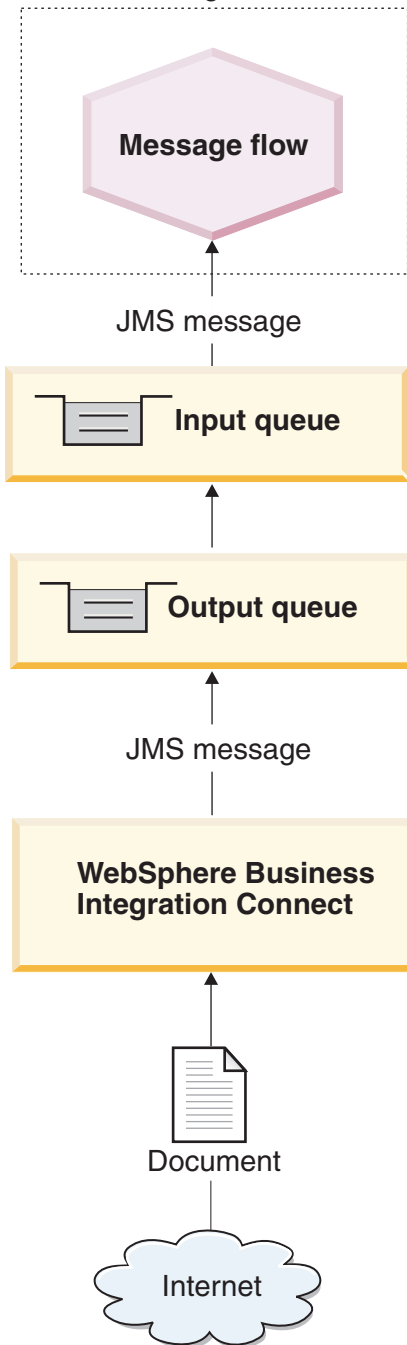 Message flow
JMS message
Input queue
Output queue
JMS message
WebSphere Business
Integration Connect
Document
Internet